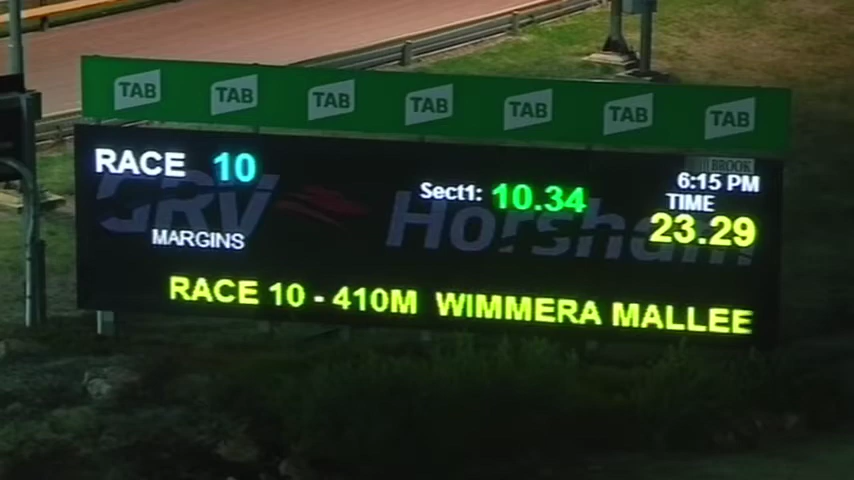 TAB TAB TAB TAB TAB TAB TAB
BROOK
RACE 10
Sect1: 10.34
6:15 PM
TIME
23.29
GRV Horsham
MARGINS
RACE 10 - 410M WIMMERA MALLEE